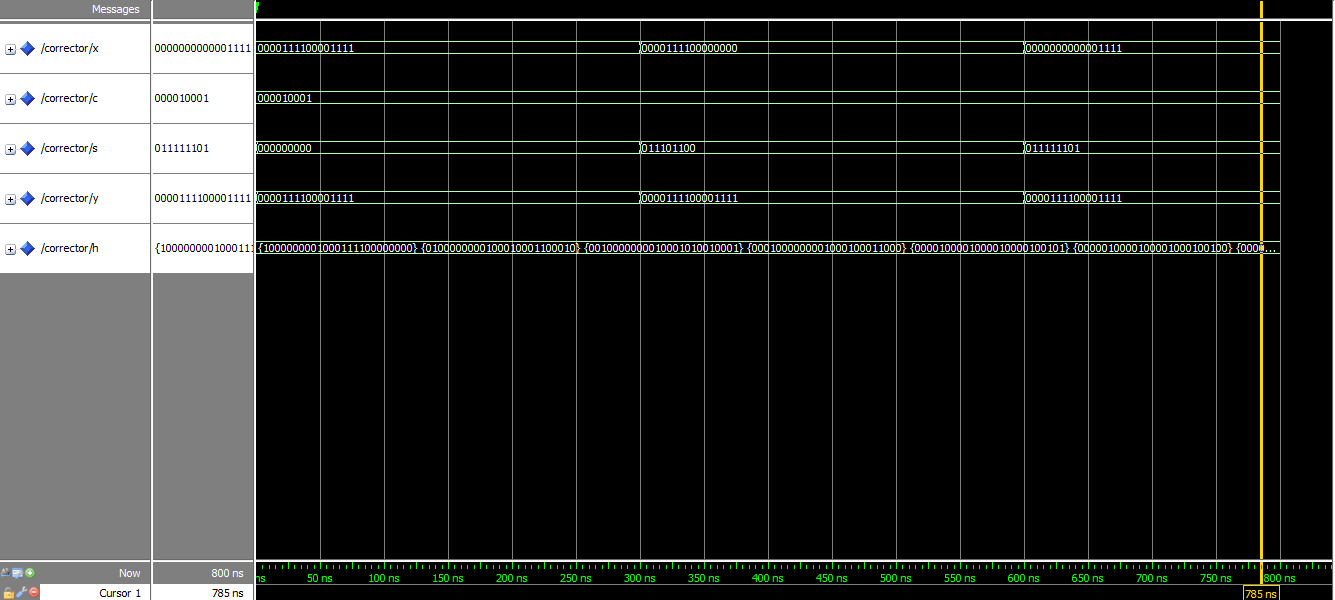 Messages
/corrector/x 0000000000001111 0000111100001111 0000111100000000 0000000000001111
/corrector/c 000010001 000010001
/corrector/s 011111101 000000000 011101100 011111101
/corrector/y 0000111100001111 0000111100001111 0000111100001111 0000111100001111
/corrector/h {100000000100011 {1000000001000111100000000} {0100000000100010001100010} {0010000000010001010010001} {0001000000001000100011000} {0000100001000010000100101} {0000010000100001000100100} {0000...
Now 800 ns ns 50 ns 100 ns 150 ns 200 ns 250 ns 300 ns 350 ns 400 ns 450 ns 500 ns 550 ns 600 ns 650 ns 700 ns 750 ns 800 ns
Cursor 1 785 ns 785 ns